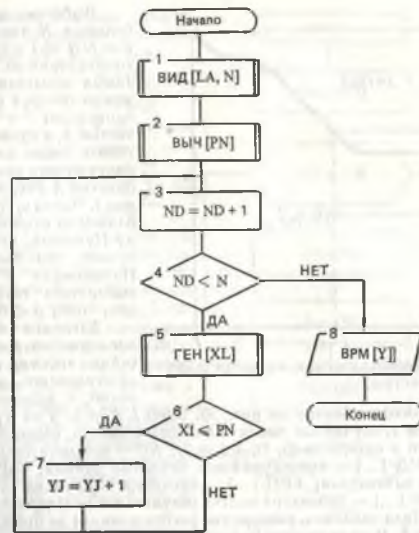 Начало
1
ВИД [LA, N]
2
ВЫЧ [PN]
3
ND = ND + 1
4
ND < N
НЕТ
ДА
5
ГЕН [XL]
8
ВРМ [Y]]
6
X1 ⩽ PN
ДА
Конец
7
YJ = YJ + 1
НЕТ